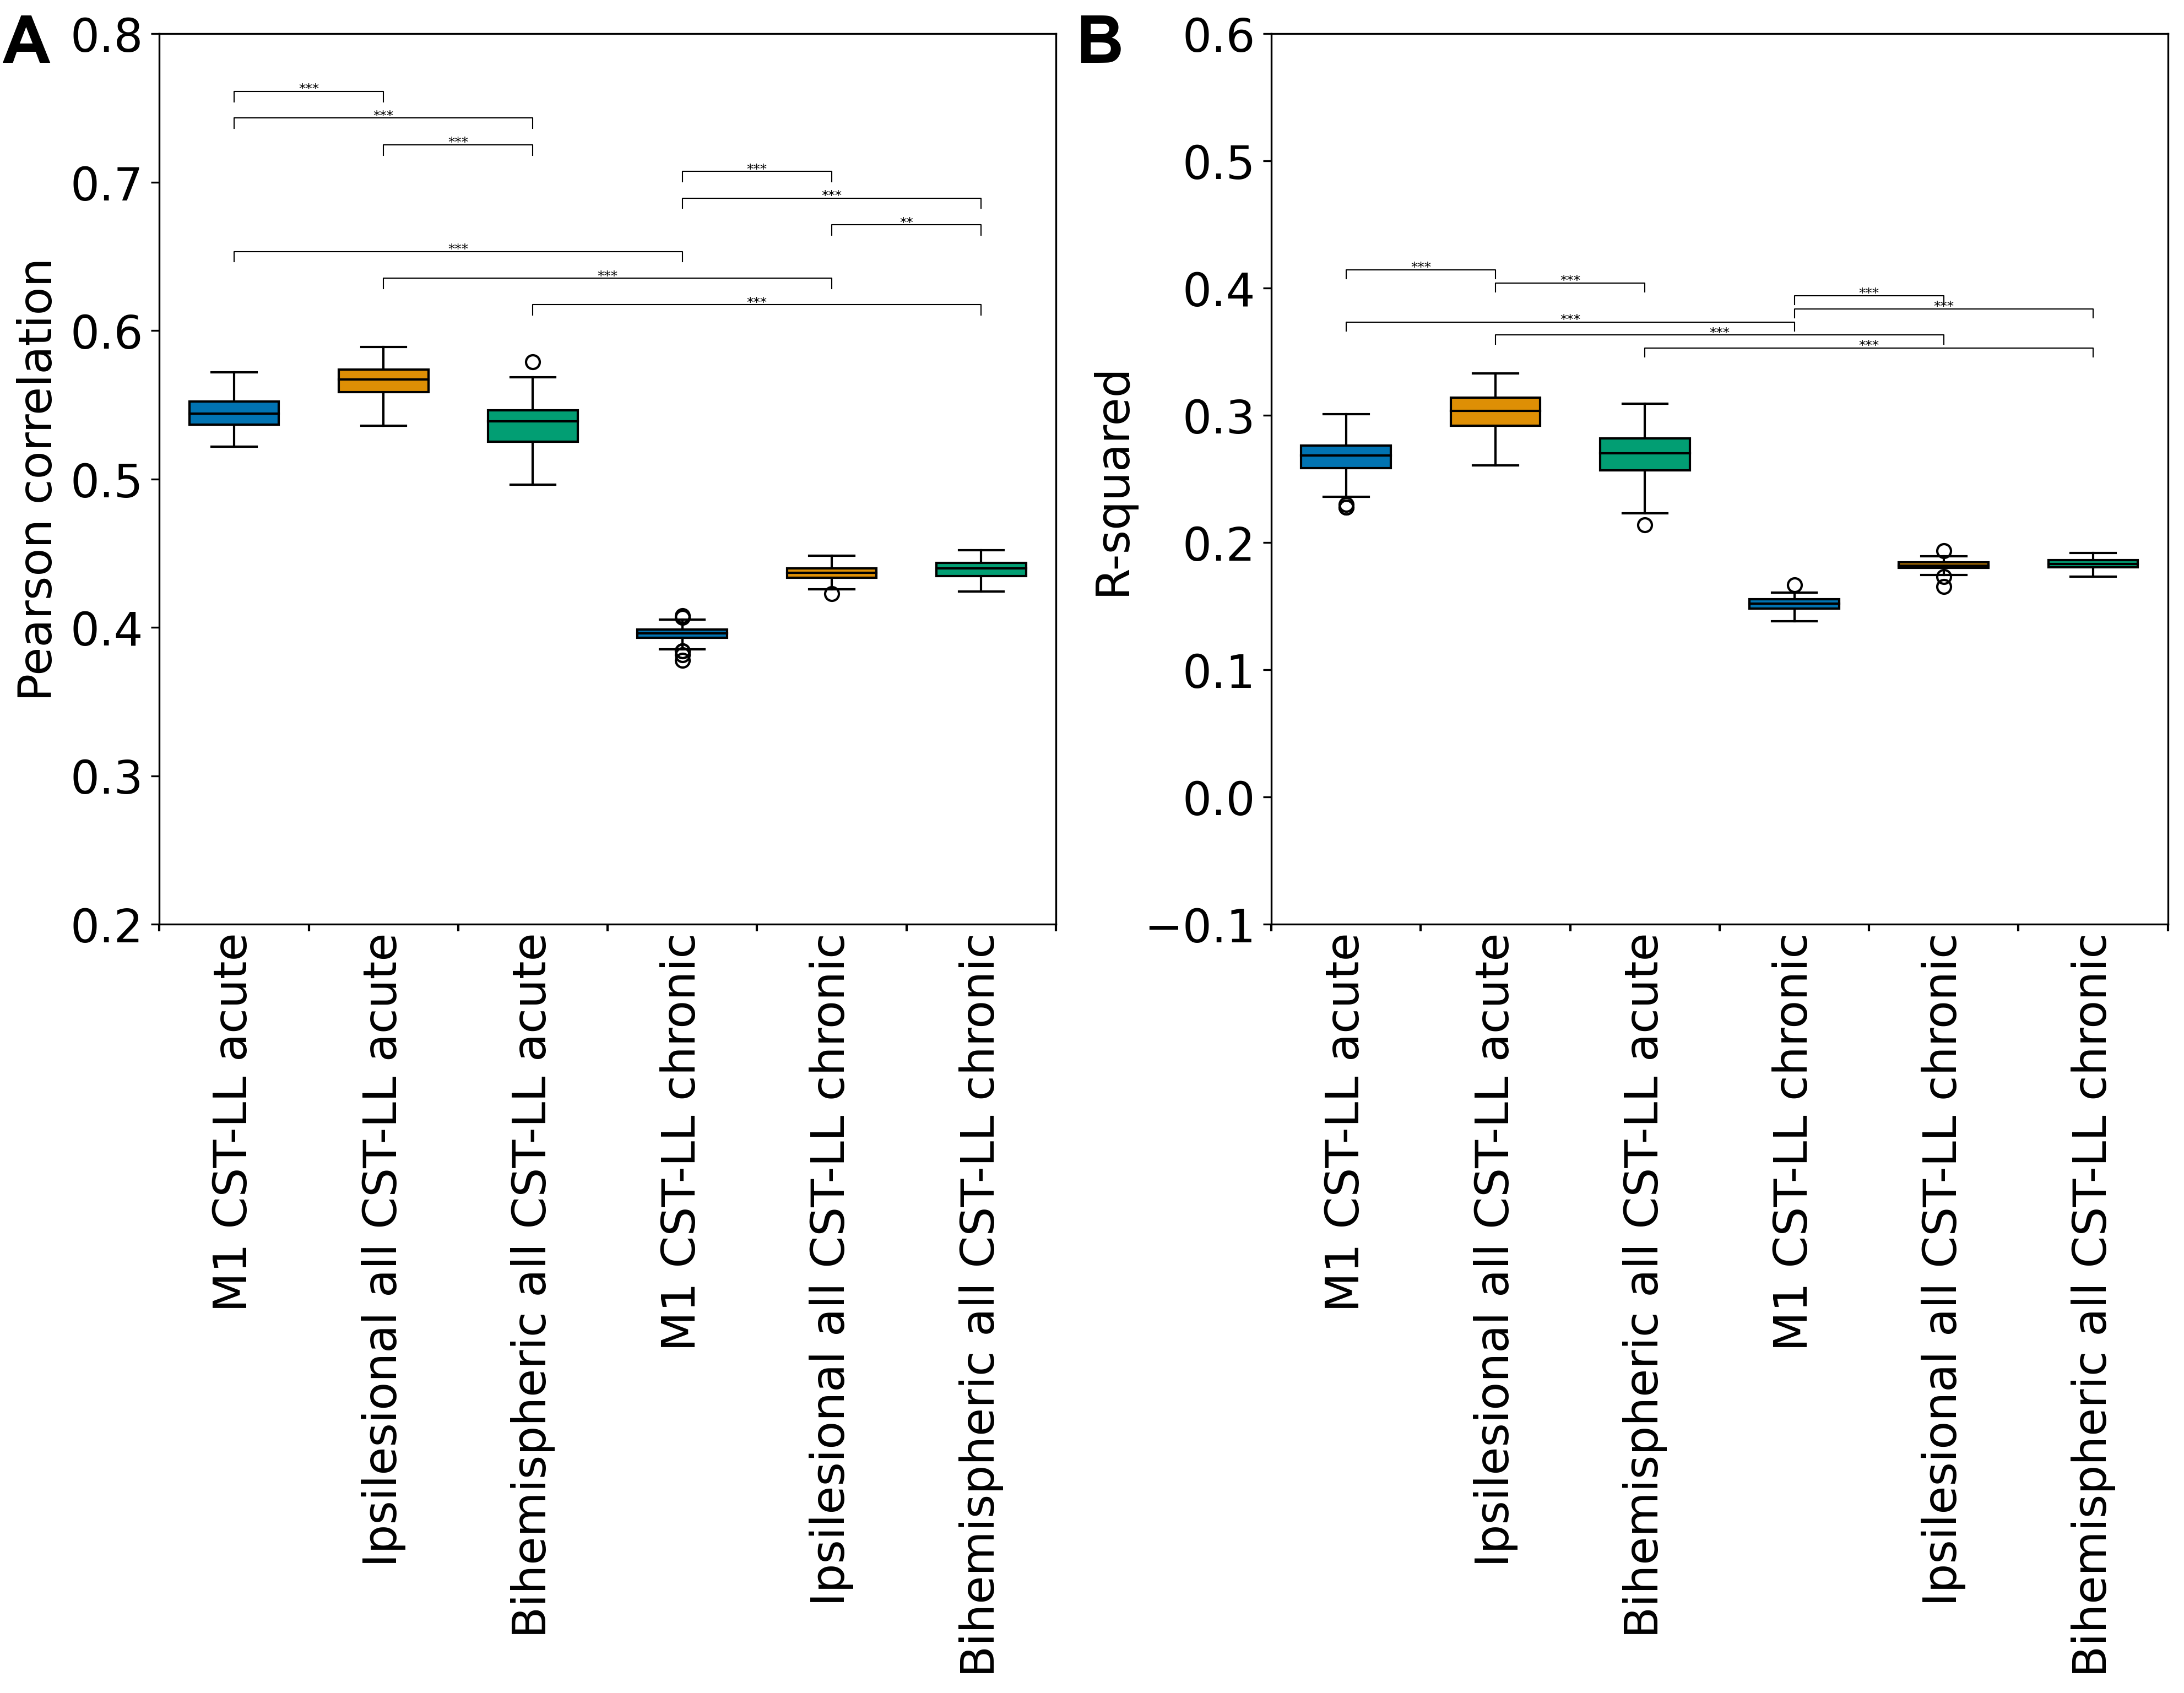 A
B
0.8
0.7
0.6
0.5
0.4
0.3
0.2
Pearson correlation
***
***
***
***
***
**
***
***
***
M1 CST-LL acute
Ipsilesional all CST-LL acute
Bihemispheric all CST-LL acute
M1 CST-LL chronic
Ipsilesional all CST-LL chronic
Bihemispheric all CST-LL chronic
0.6
0.5
0.4
0.3
0.2
0.1
0.0
−0.1
R-squared
***
***
***
***
***
***
***
M1 CST-LL acute
Ipsilesional all CST-LL acute
Bihemispheric all CST-LL acute
M1 CST-LL chronic
Ipsilesional all CST-LL chronic
Bihemispheric all CST-LL chronic